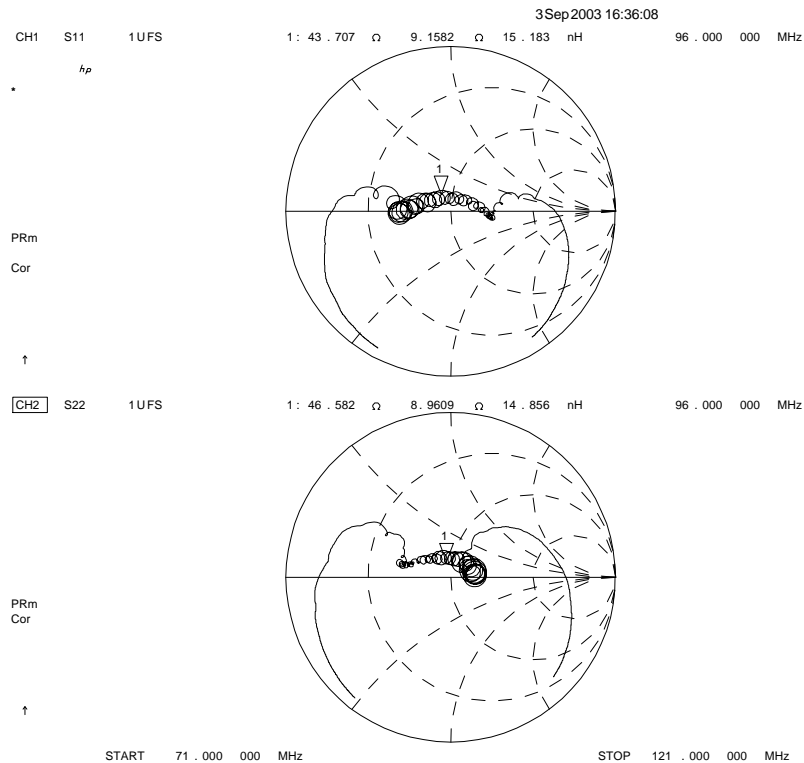 3 Sep 2003 16:36:08
CH1 S11 1 U FS 1: 43 . 707 Ω 9. 1582 Ω 15 . 183 nH 96 . 000 000 MHz
hp
*
1
PRm
Cor
↑
CH2 S22 1 U FS 1: 46 . 582 Ω 8. 9609 Ω 14 . 856 nH 96 . 000 000 MHz
1
PRm
Cor
↑
START 71 . 000 000 MHz STOP 121 . 000 000 MHz